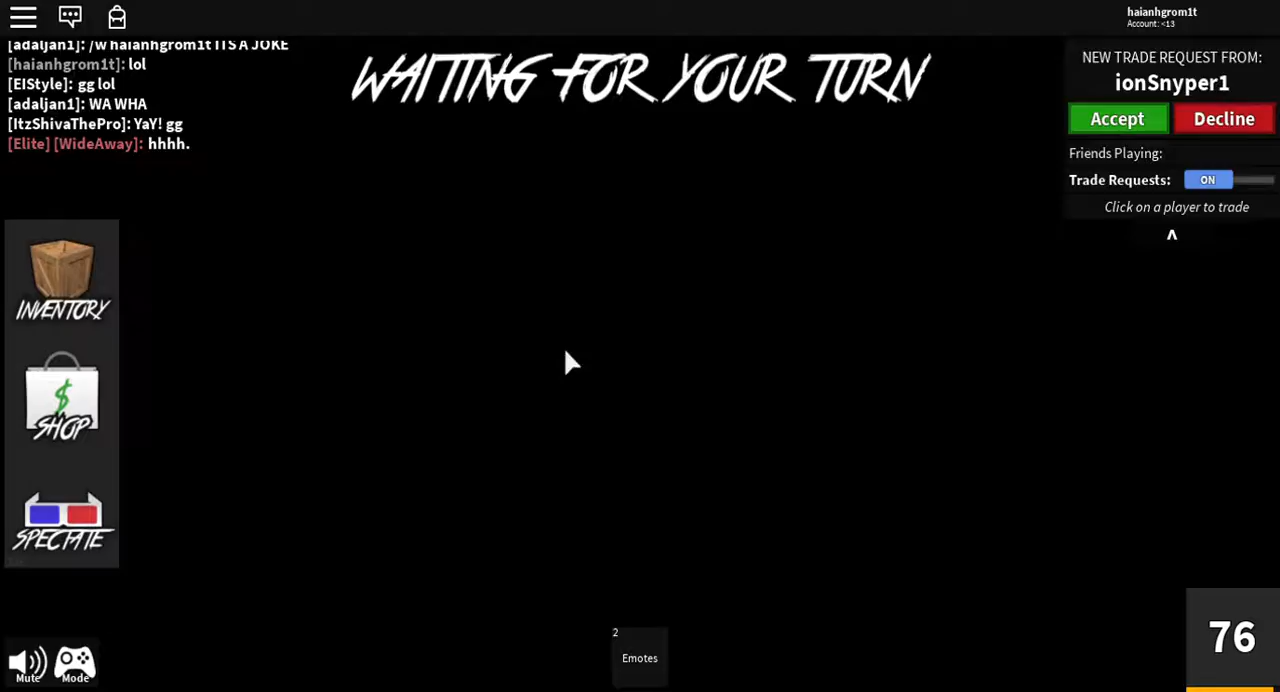 haianhgrom1t
Account: <13
[adaljan1]: /w haianhgrom1t ITS A JOKE
[haianhgrom1t]: lol
[EIStyle]: gg lol
[adaljan1]: WA WHA
[ItzShivaThePro]: YaY! gg
[Elite] [WideAway]: hhhh.
WAITING FOR YOUR TURN
NEW TRADE REQUEST FROM:
ionSnyper1
Accept Decline
Friends Playing:
Trade Requests: ON
Click on a player to trade
^
INVENTORY
$
SHOP
SPECTATE
Mute Mode
2
Emotes
76